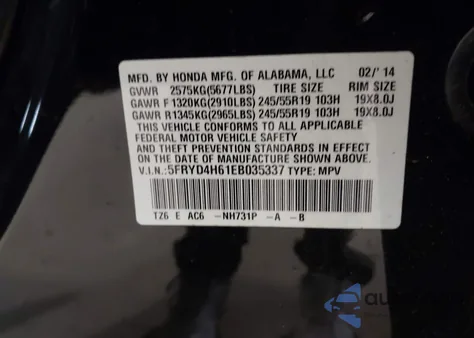 MFD. BY HONDA MFG. OF ALABAMA, LLC 02/' 14
GVWR 2575KG(5677LBS) TIRE SIZE RIM SIZE
GAWR F 1320KG(2910LBS) 245/55R19 103H 19X8.0J
GAWR R 1345KG(2965LBS) 245/55R19 103H 19X8.0J
THIS VEHICLE CONFORMS TO ALL APPLICABLE
FEDERAL MOTOR VEHICLE SAFETY
AND THEFT PREVENTION STANDARDS IN EFFECT ON
THE DATE OF MANUFACTURE SHOWN ABOVE.
V.I.N.: 5FRYD4H61EB035337 TYPE: MPV
TZ6 E AC6 -NH731P -A -B